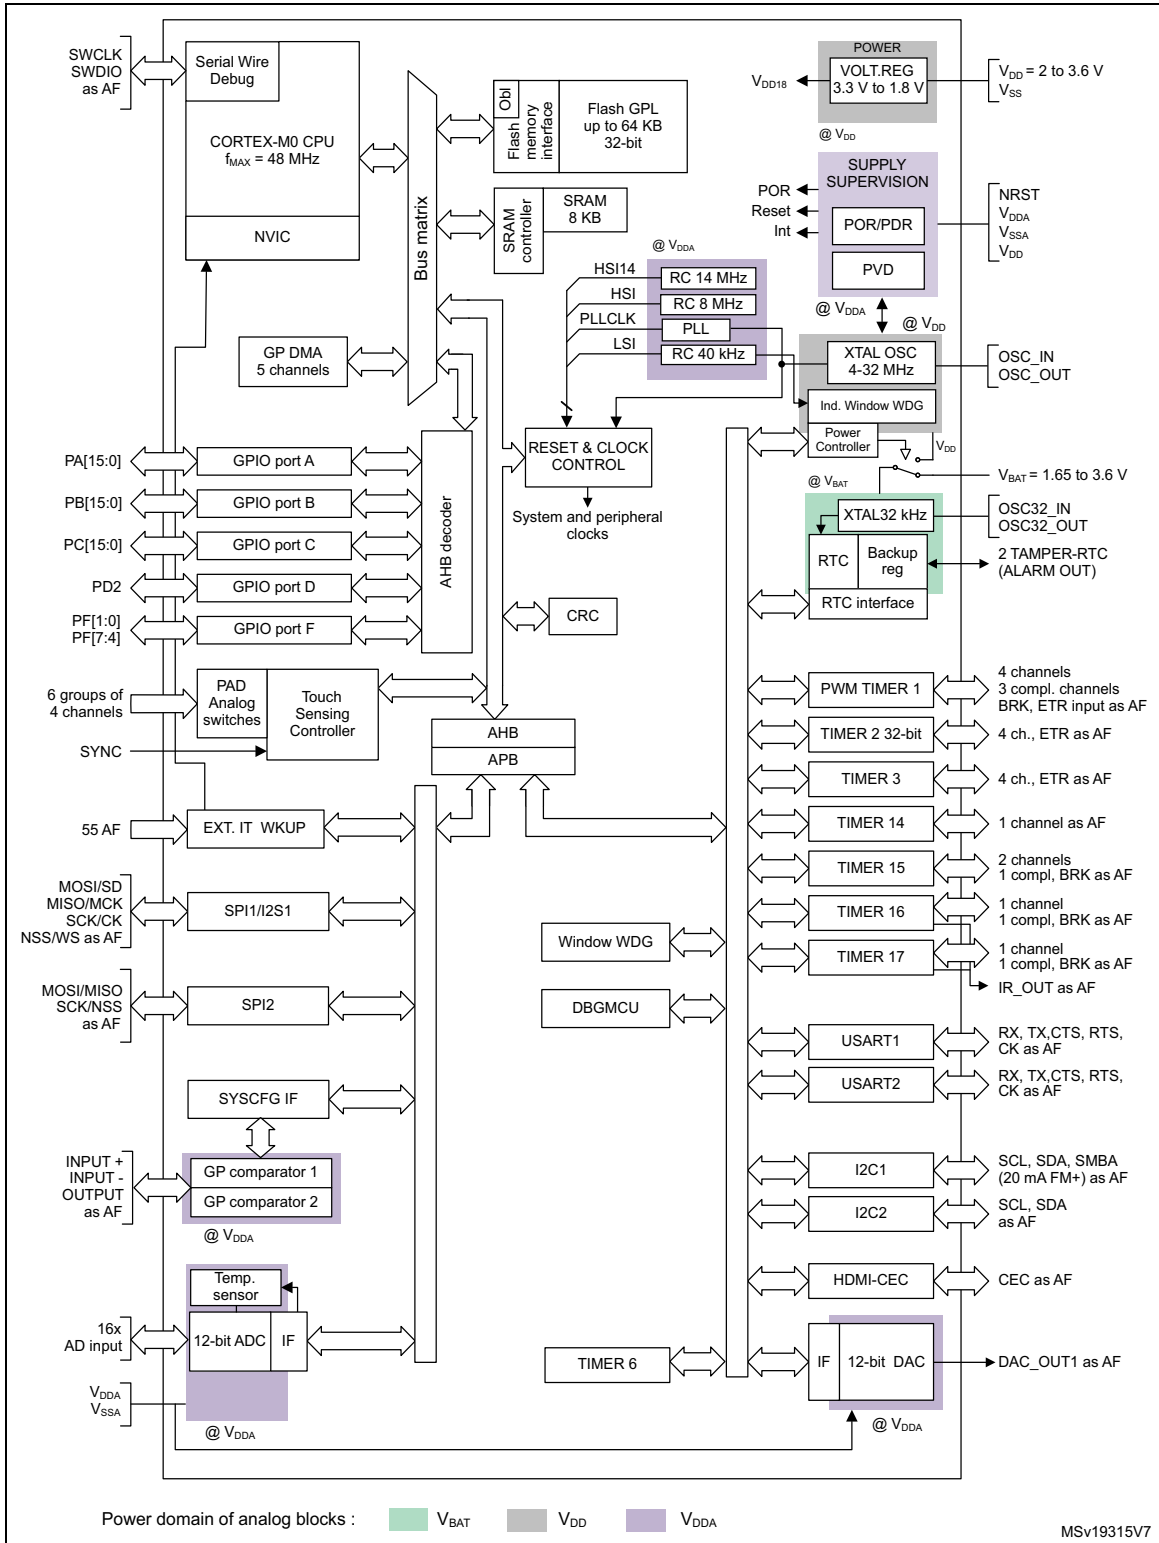 SWCLK
SWDIO
as AF
Serial Wire
Debug
CORTEX-M0 CPU
fMAX = 48 MHz
NVIC
Bus matrix
Obl
Flash
memory
interface
Flash GPL
up to 64 KB
32-bit
SRAM
controller
SRAM
8 KB
POWER
VOLT.REG
3.3 V to 1.8 V
VDD18
VDD = 2 to 3.6 V
VSS
@ VDD
SUPPLY
SUPERVISION
POR
Reset
Int
POR/PDR
PVD
NRST
VDDA
VSSA
VDD
@ VDDA
@ VDD
@ VDDA
HSI14
RC 14 MHz
HSI
RC 8 MHz
PLLCLK
PLL
LSI
RC 40 kHz
XTAL OSC
4-32 MHz
OSC_IN
OSC_OUT
Ind. Window WDG
Power
Controller
VDD
VBAT = 1.65 to 3.6 V
@ VBAT
XTAL32 kHz
OSC32_IN
OSC32_OUT
RTC
Backup
reg
2 TAMPER-RTC
(ALARM OUT)
RTC interface
GP DMA
5 channels
RESET & CLOCK
CONTROL
System and peripheral
clocks
PA[15:0]
GPIO port A
PB[15:0]
GPIO port B
PC[15:0]
GPIO port C
PD2
GPIO port D
PF[1:0]
PF[7:4]
GPIO port F
AHB decoder
CRC
6 groups of
4 channels
PAD
Analog
switches
Touch
Sensing
Controller
SYNC
AHB
APB
55 AF
EXT. IT WKUP
MOSI/SD
MISO/MCK
SCK/CK
NSS/WS as AF
SPI1/I2S1
MOSI/MISO
SCK/NSS
as AF
SPI2
SYSCFG IF
INPUT +
INPUT -
OUTPUT
as AF
GP comparator 1
GP comparator 2
@ VDDA
Temp.
sensor
16x
AD input
12-bit ADC
IF
VDDA
VSSA
@ VDDA
Window WDG
DBGMCU
TIMER 6
PWM TIMER 1
4 channels
3 compl. channels
BRK, ETR input as AF
TIMER 2 32-bit
4 ch., ETR as AF
TIMER 3
4 ch., ETR as AF
TIMER 14
1 channel as AF
TIMER 15
2 channels
1 compl, BRK as AF
TIMER 16
1 channel
1 compl, BRK as AF
TIMER 17
1 channel
1 compl, BRK as AF
IR_OUT as AF
USART1
RX, TX,CTS, RTS,
CK as AF
USART2
RX, TX,CTS, RTS,
CK as AF
I2C1
SCL, SDA, SMBA
(20 mA FM+) as AF
I2C2
SCL, SDA
as AF
HDMI-CEC
CEC as AF
IF
12-bit DAC
DAC_OUT1 as AF
@ VDDA
Power domain of analog blocks :
VBAT
VDD
VDDA
MSv19315V7